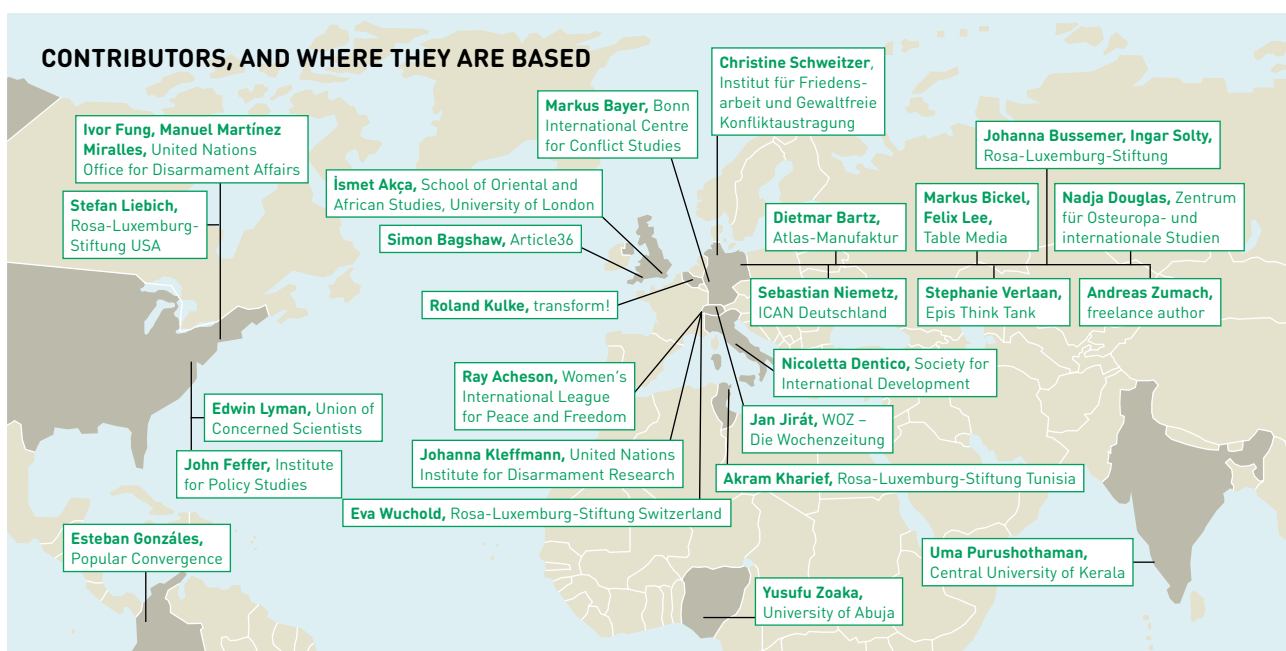 CONTRIBUTORS, AND WHERE THEY ARE BASED
Ivor Fung, Manuel Martínez
Miralles, United Nations
Office for Disarmament Affairs
Stefan Liebich,
Rosa-Luxemburg-
Stiftung USA
Edwin Lyman, Union of
Concerned Scientists
John Feffer, Institute
for Policy Studies
Esteban Gonzáles,
Popular Convergence
İsmet Akça, School of Oriental and
African Studies, University of London
Simon Bagshaw, Article36
Roland Kulke, transform!
Markus Bayer, Bonn
International Centre
for Conflict Studies
Christine Schweitzer,
Institut für Friedens-
arbeit und Gewaltfreie
Konfliktaustragung
Johanna Bussemer, Ingar Solty,
Rosa-Luxemburg-Stiftung
Dietmar Bartz,
Atlas-Manufaktur
Markus Bickel,
Felix Lee,
Table Media
Nadja Douglas, Zentrum
für Osteuropa- und
internationale Studien
Sebastian Niemetz,
ICAN Deutschland
Stephanie Verlaan,
Epis Think Tank
Andreas Zumach,
freelance author
Ray Acheson, Women's
International League
for Peace and Freedom
Johanna Kleffmann, United Nations
Institute for Disarmament Research
Eva Wuchold, Rosa-Luxemburg-Stiftung Switzerland
Nicoletta Dentico, Society for
International Development
Jan Jirát, WOZ –
Die Wochenzeitung
Akram Kharief, Rosa-Luxemburg-Stiftung Tunisia
Yusufu Zoaka,
University of Abuja
Uma Purushothaman,
Central University of Kerala